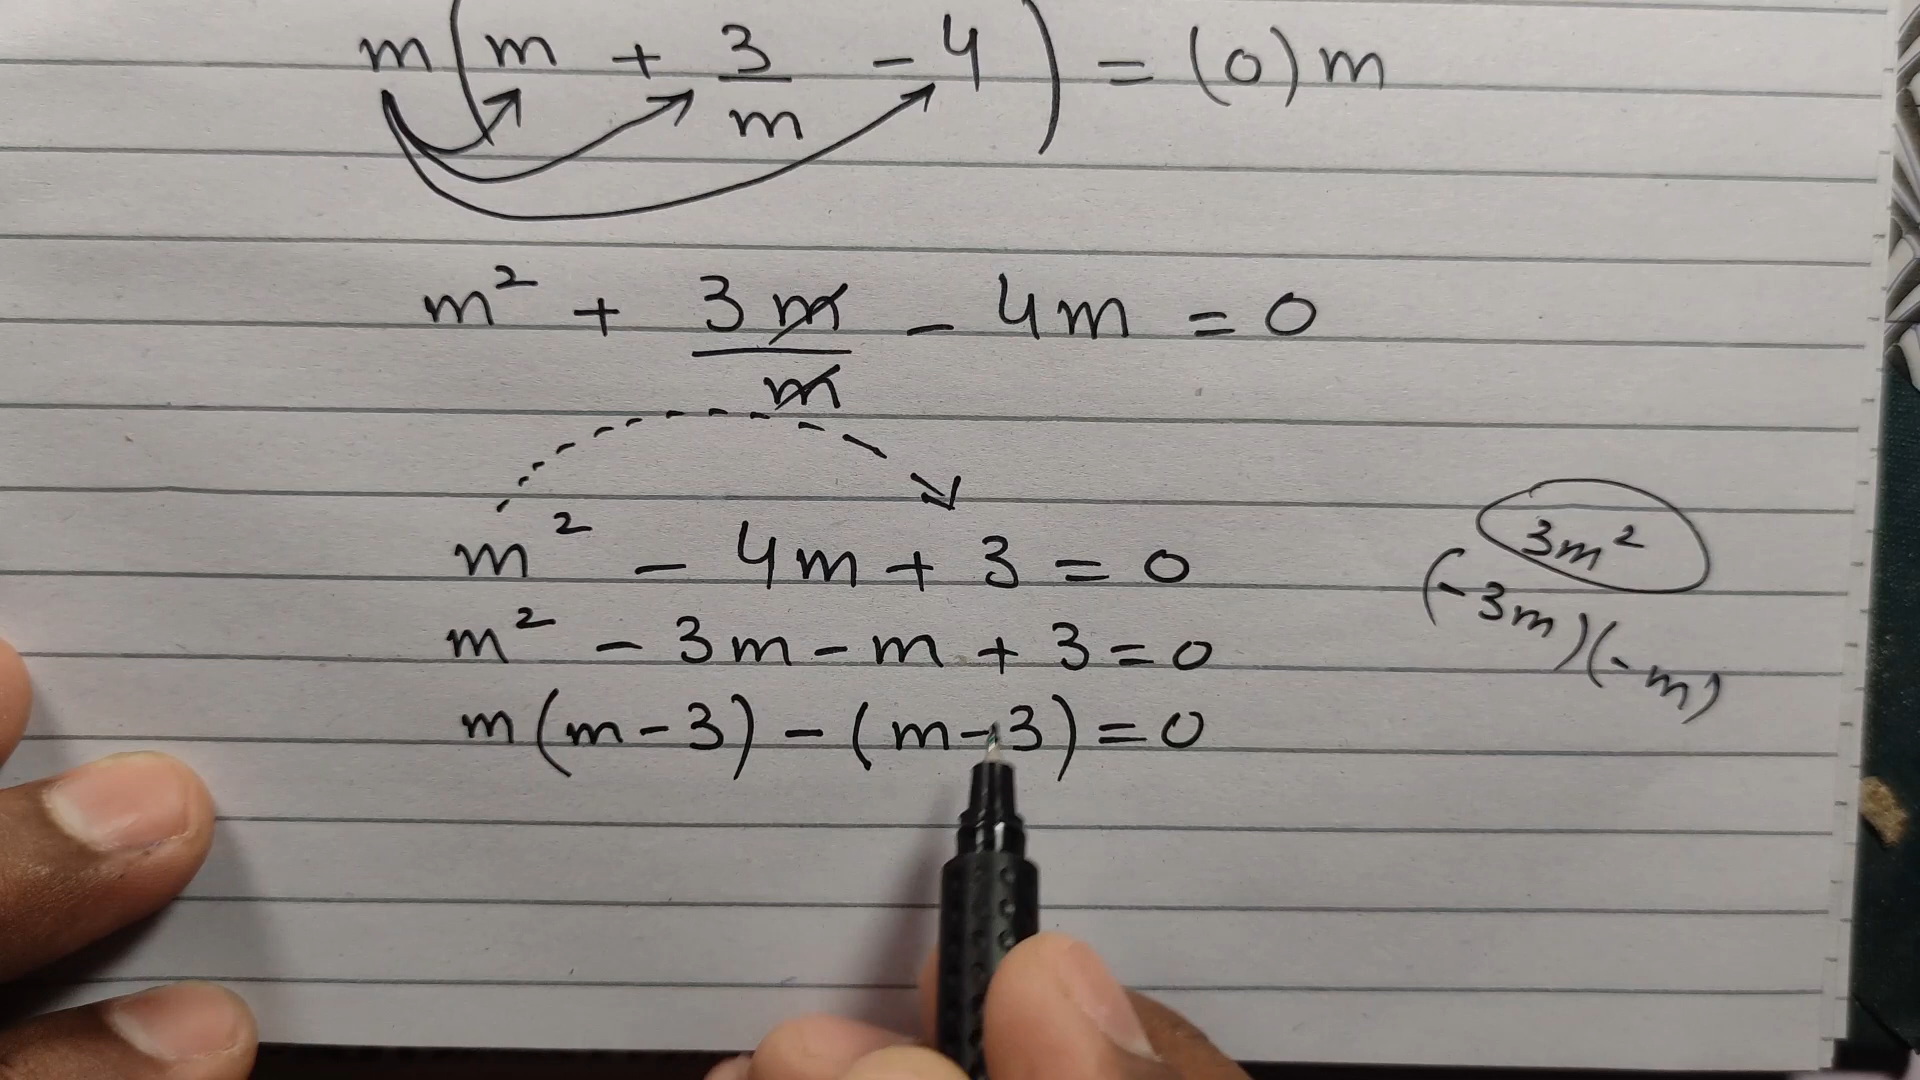 m(m + 3/m - 4) = (0)m
m² + 3m/m - 4m = 0
m² - 4m + 3 = 0
3m²
(-3m)(-m)
m² - 3m - m + 3 = 0
m(m-3) - (m-3) = 0